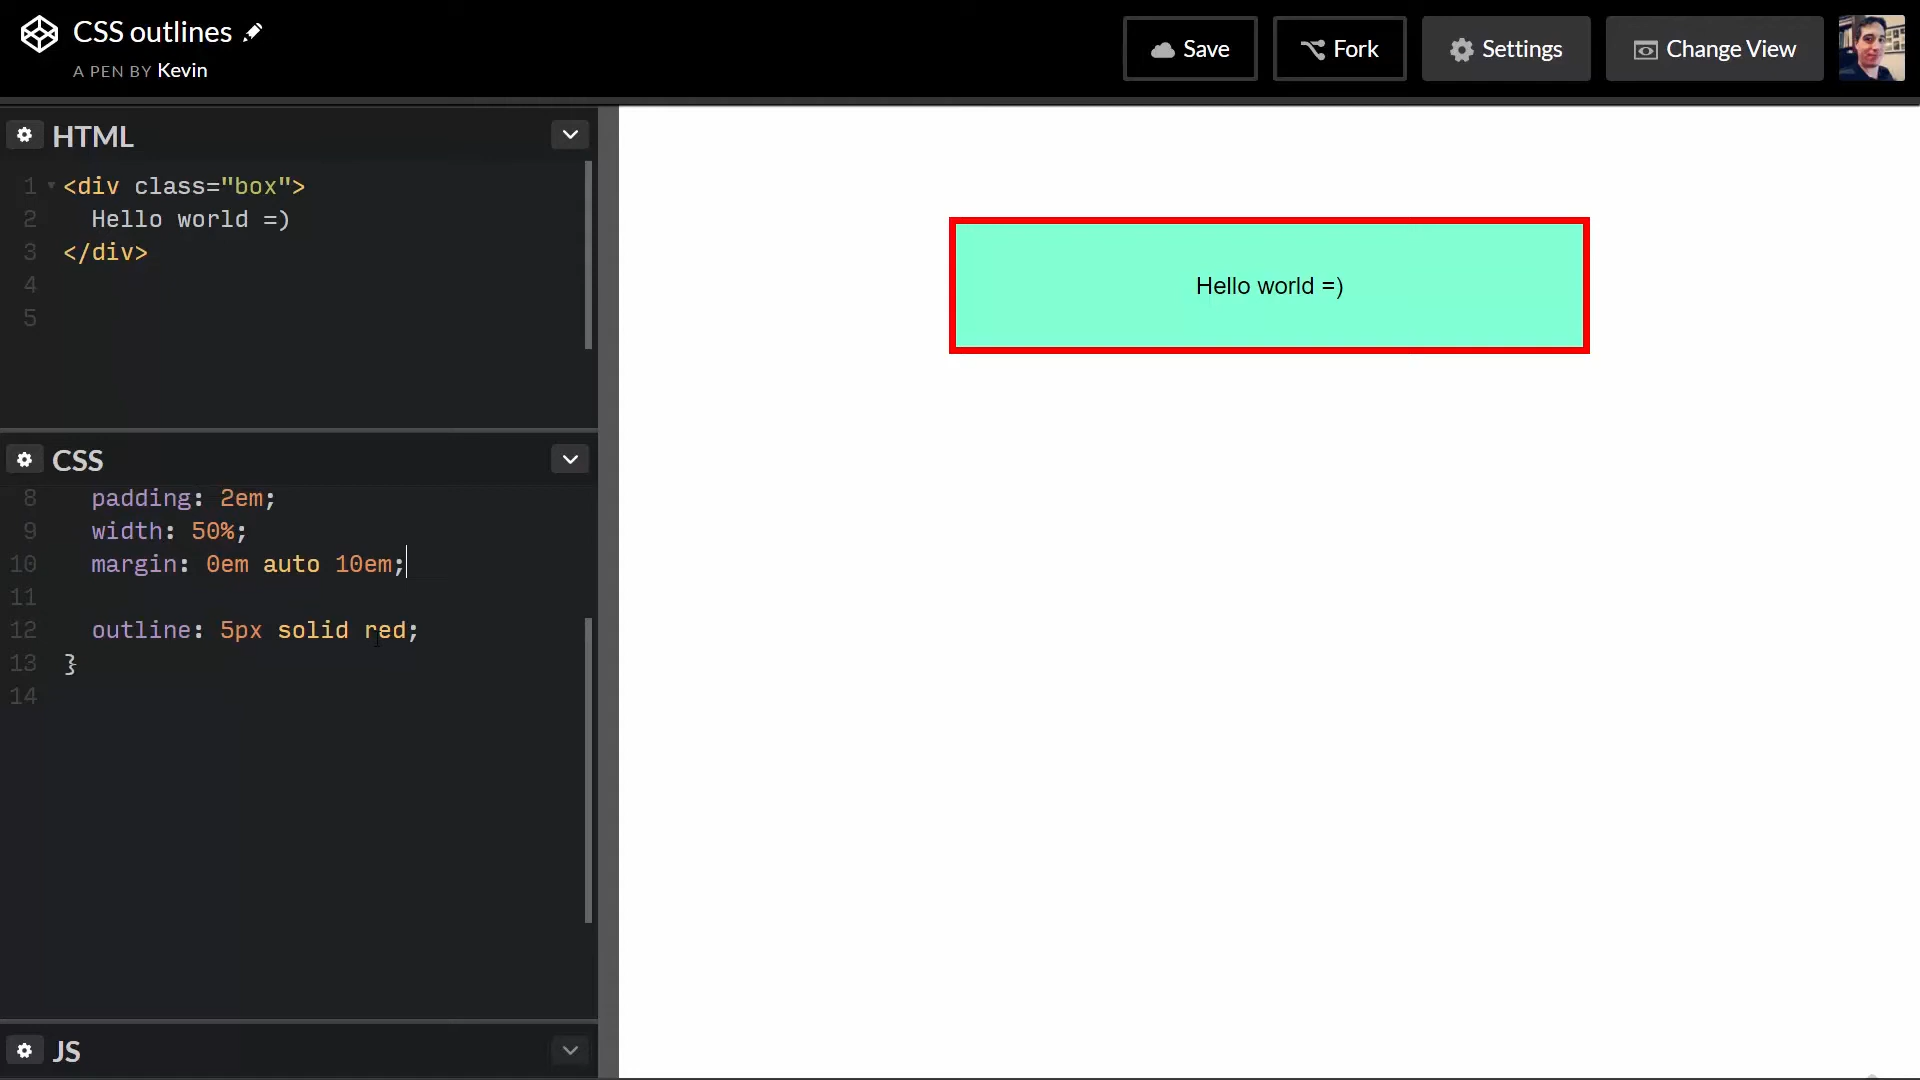 CSS outlines
A PEN BY Kevin
Save
Fork
Settings
Change View
HTML
1 <div class="box">
2 Hello world =)
3 </div>
4
5
CSS
8 padding: 2em;
9 width: 50%;
10 margin: 0em auto 10em;
11
12 outline: 5px solid red;
13 }
14
JS
Hello world =)